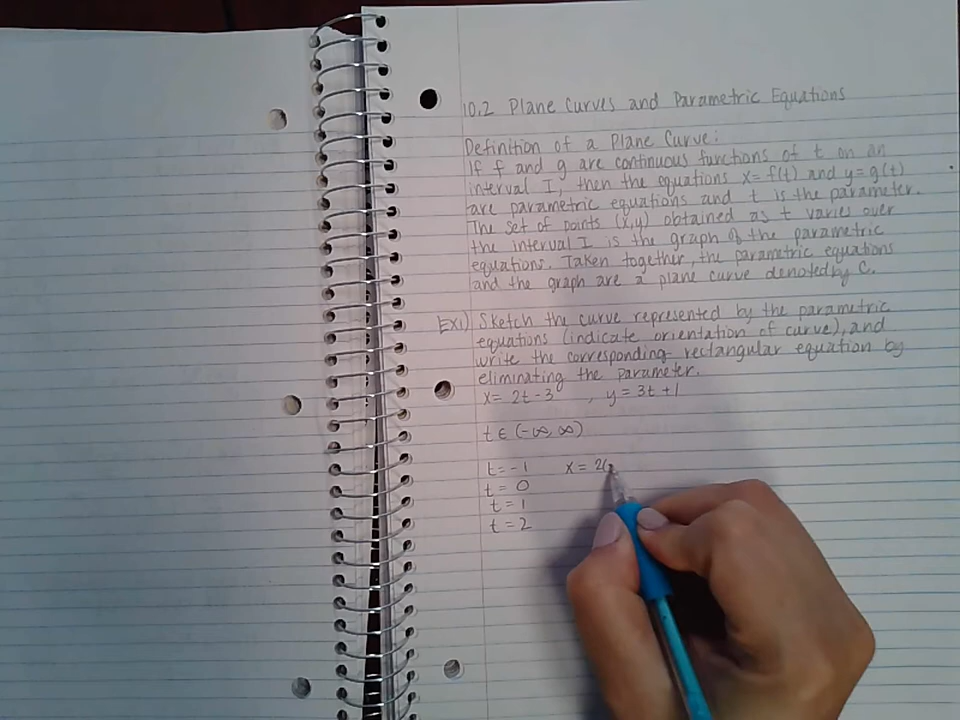 10.2 Plane Curves and Parametric Equations
Definition of a Plane Curve:
If f and g are continuous functions of t on an
interval I, then the equations x=f(t) and y=g(t)
are parametric equations and t is the parameter.
The set of points (x,y) obtained as t varies over
the interval I is the graph of the parametric
equations. Taken together, the parametric equations
and the graph are a plane curve denoted by C.
EX1) Sketch the curve represented by the parametric
equations (indicate orientation of curve), and
write the corresponding rectangular equation by
eliminating the parameter.
x= 2t-3 , y = 3t+1
t ∈ (-∞, ∞)
t= -1 x = 2(
t = 0
t = 1
t = 2